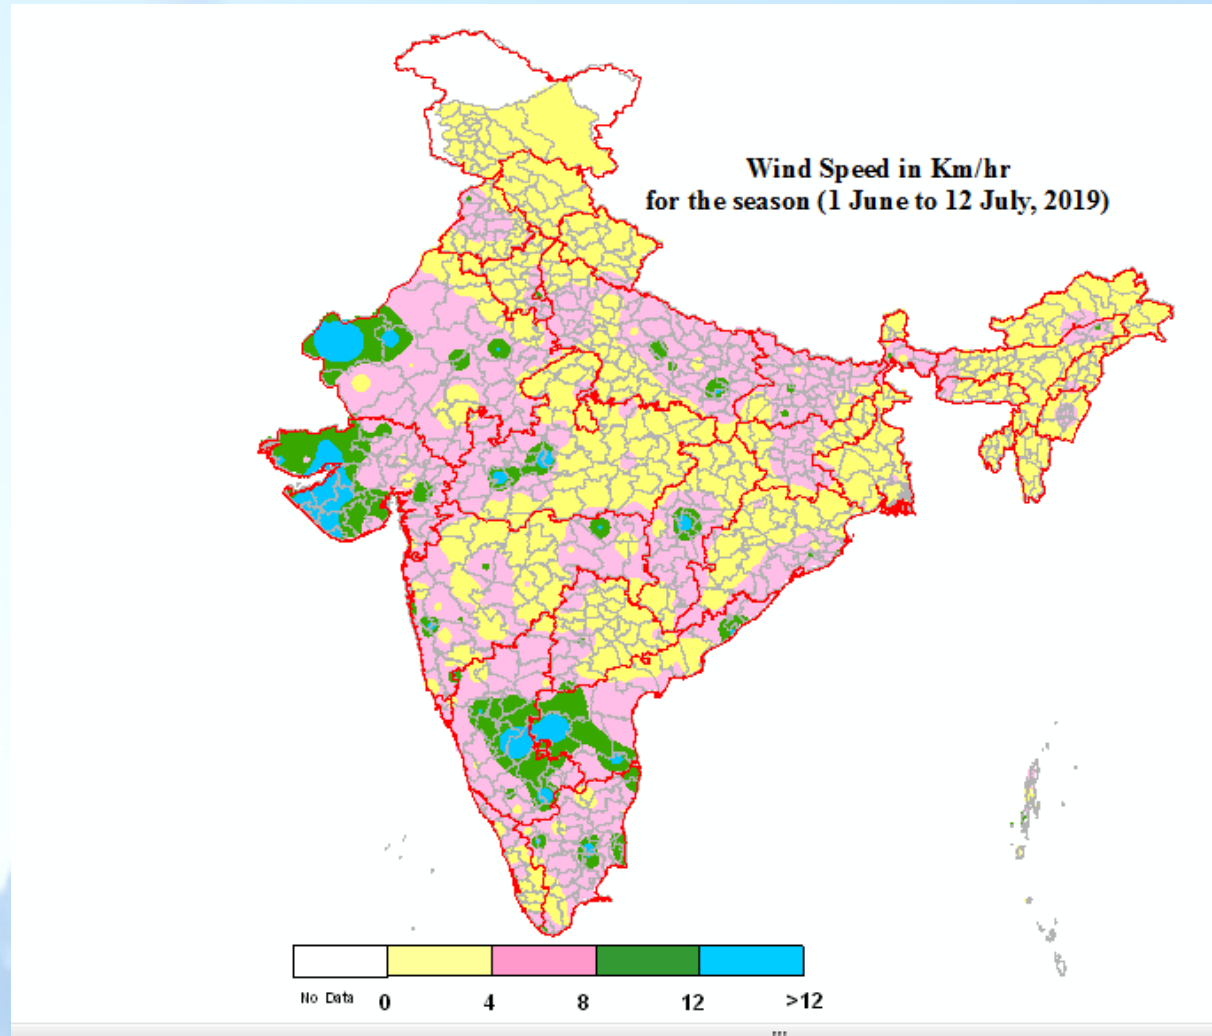 Wind Speed in Km/hr
for the season (1 June to 12 July, 2019)
No Data 0 4 8 12 >12